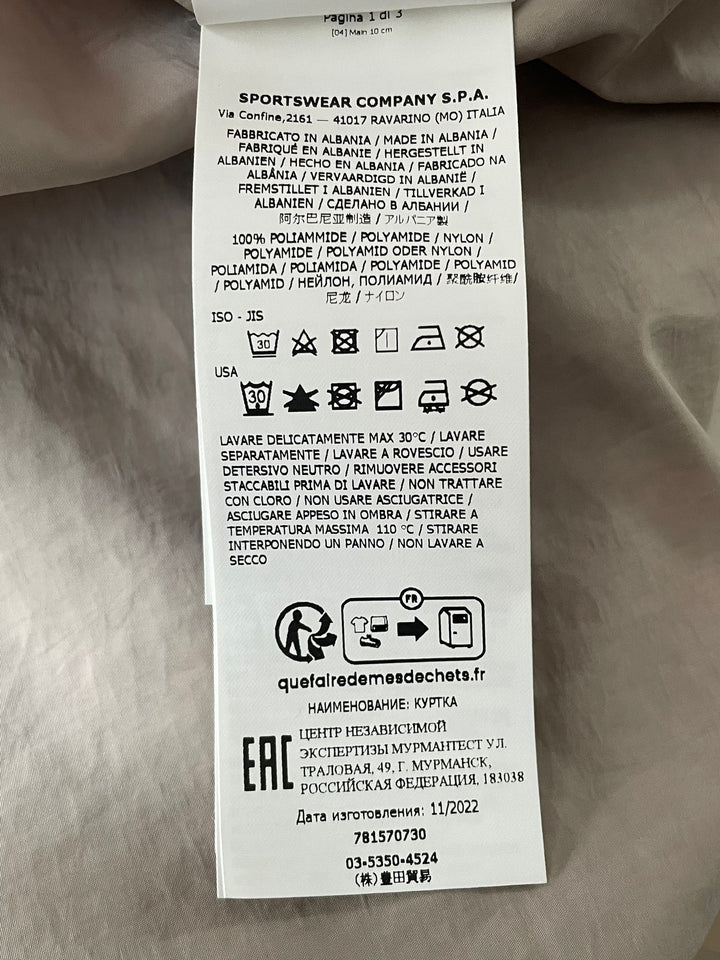 Pagina 1 di 3
[04] Main 10 cm
SPORTSWEAR COMPANY S.P.A.
Via Confine,2161 — 41017 RAVARINO (MO) ITALIA
FABBRICATO IN ALBANIA / MADE IN ALBANIA /
FABRIQUÉ EN ALBANIE / HERGESTELLT IN
ALBANIEN / HECHO EN ALBANIA / FABRICADO NA
ALBÂNIA / VERVAARDIGD IN ALBANIË /
FREMSTILLET I ALBANIEN / TILLVERKAD I
ALBANIEN / СДЕЛАНО В АЛБАНИИ /
阿尔巴尼亚制造 / アルバニア製
100% POLIAMMIDE / POLYAMIDE / NYLON /
POLYAMIDE / POLYAMID ODER NYLON /
POLIAMIDA / POLIAMIDA / POLYAMIDE / POLYAMID
/ POLYAMID / НЕЙЛОН, ПОЛИАМИД / 聚酰胺纤维/
尼龙 / ナイロン
ISO - JIS
30
USA
30
LAVARE DELICATAMENTE MAX 30°C / LAVARE
SEPARATAMENTE / LAVARE A ROVESCIO / USARE
DETERSIVO NEUTRO / RIMUOVERE ACCESSORI
STACCABILI PRIMA DI LAVARE / NON TRATTARE
CON CLORO / NON USARE ASCIUGATRICE /
ASCIUGARE APPESO IN OMBRA / STIRARE A
TEMPERATURA MASSIMA 110 °C / STIRARE
INTERPONENDO UN PANNO / NON LAVARE A
SECCO
FR
quefairedemesdechets.fr
НАИМЕНОВАНИЕ: КУРТКА
EAC
ЦЕНТР НЕЗАВИСИМОЙ
ЭКСПЕРТИЗЫ МУРМАНТЕСТ УЛ.
ТРАЛОВАЯ, 49, Г. МУРМАНСК,
РОССИЙСКАЯ ФЕДЕРАЦИЯ, 183038
Дата изготовления: 11/2022
781570730
03-5350-4524
(株)豊田貿易